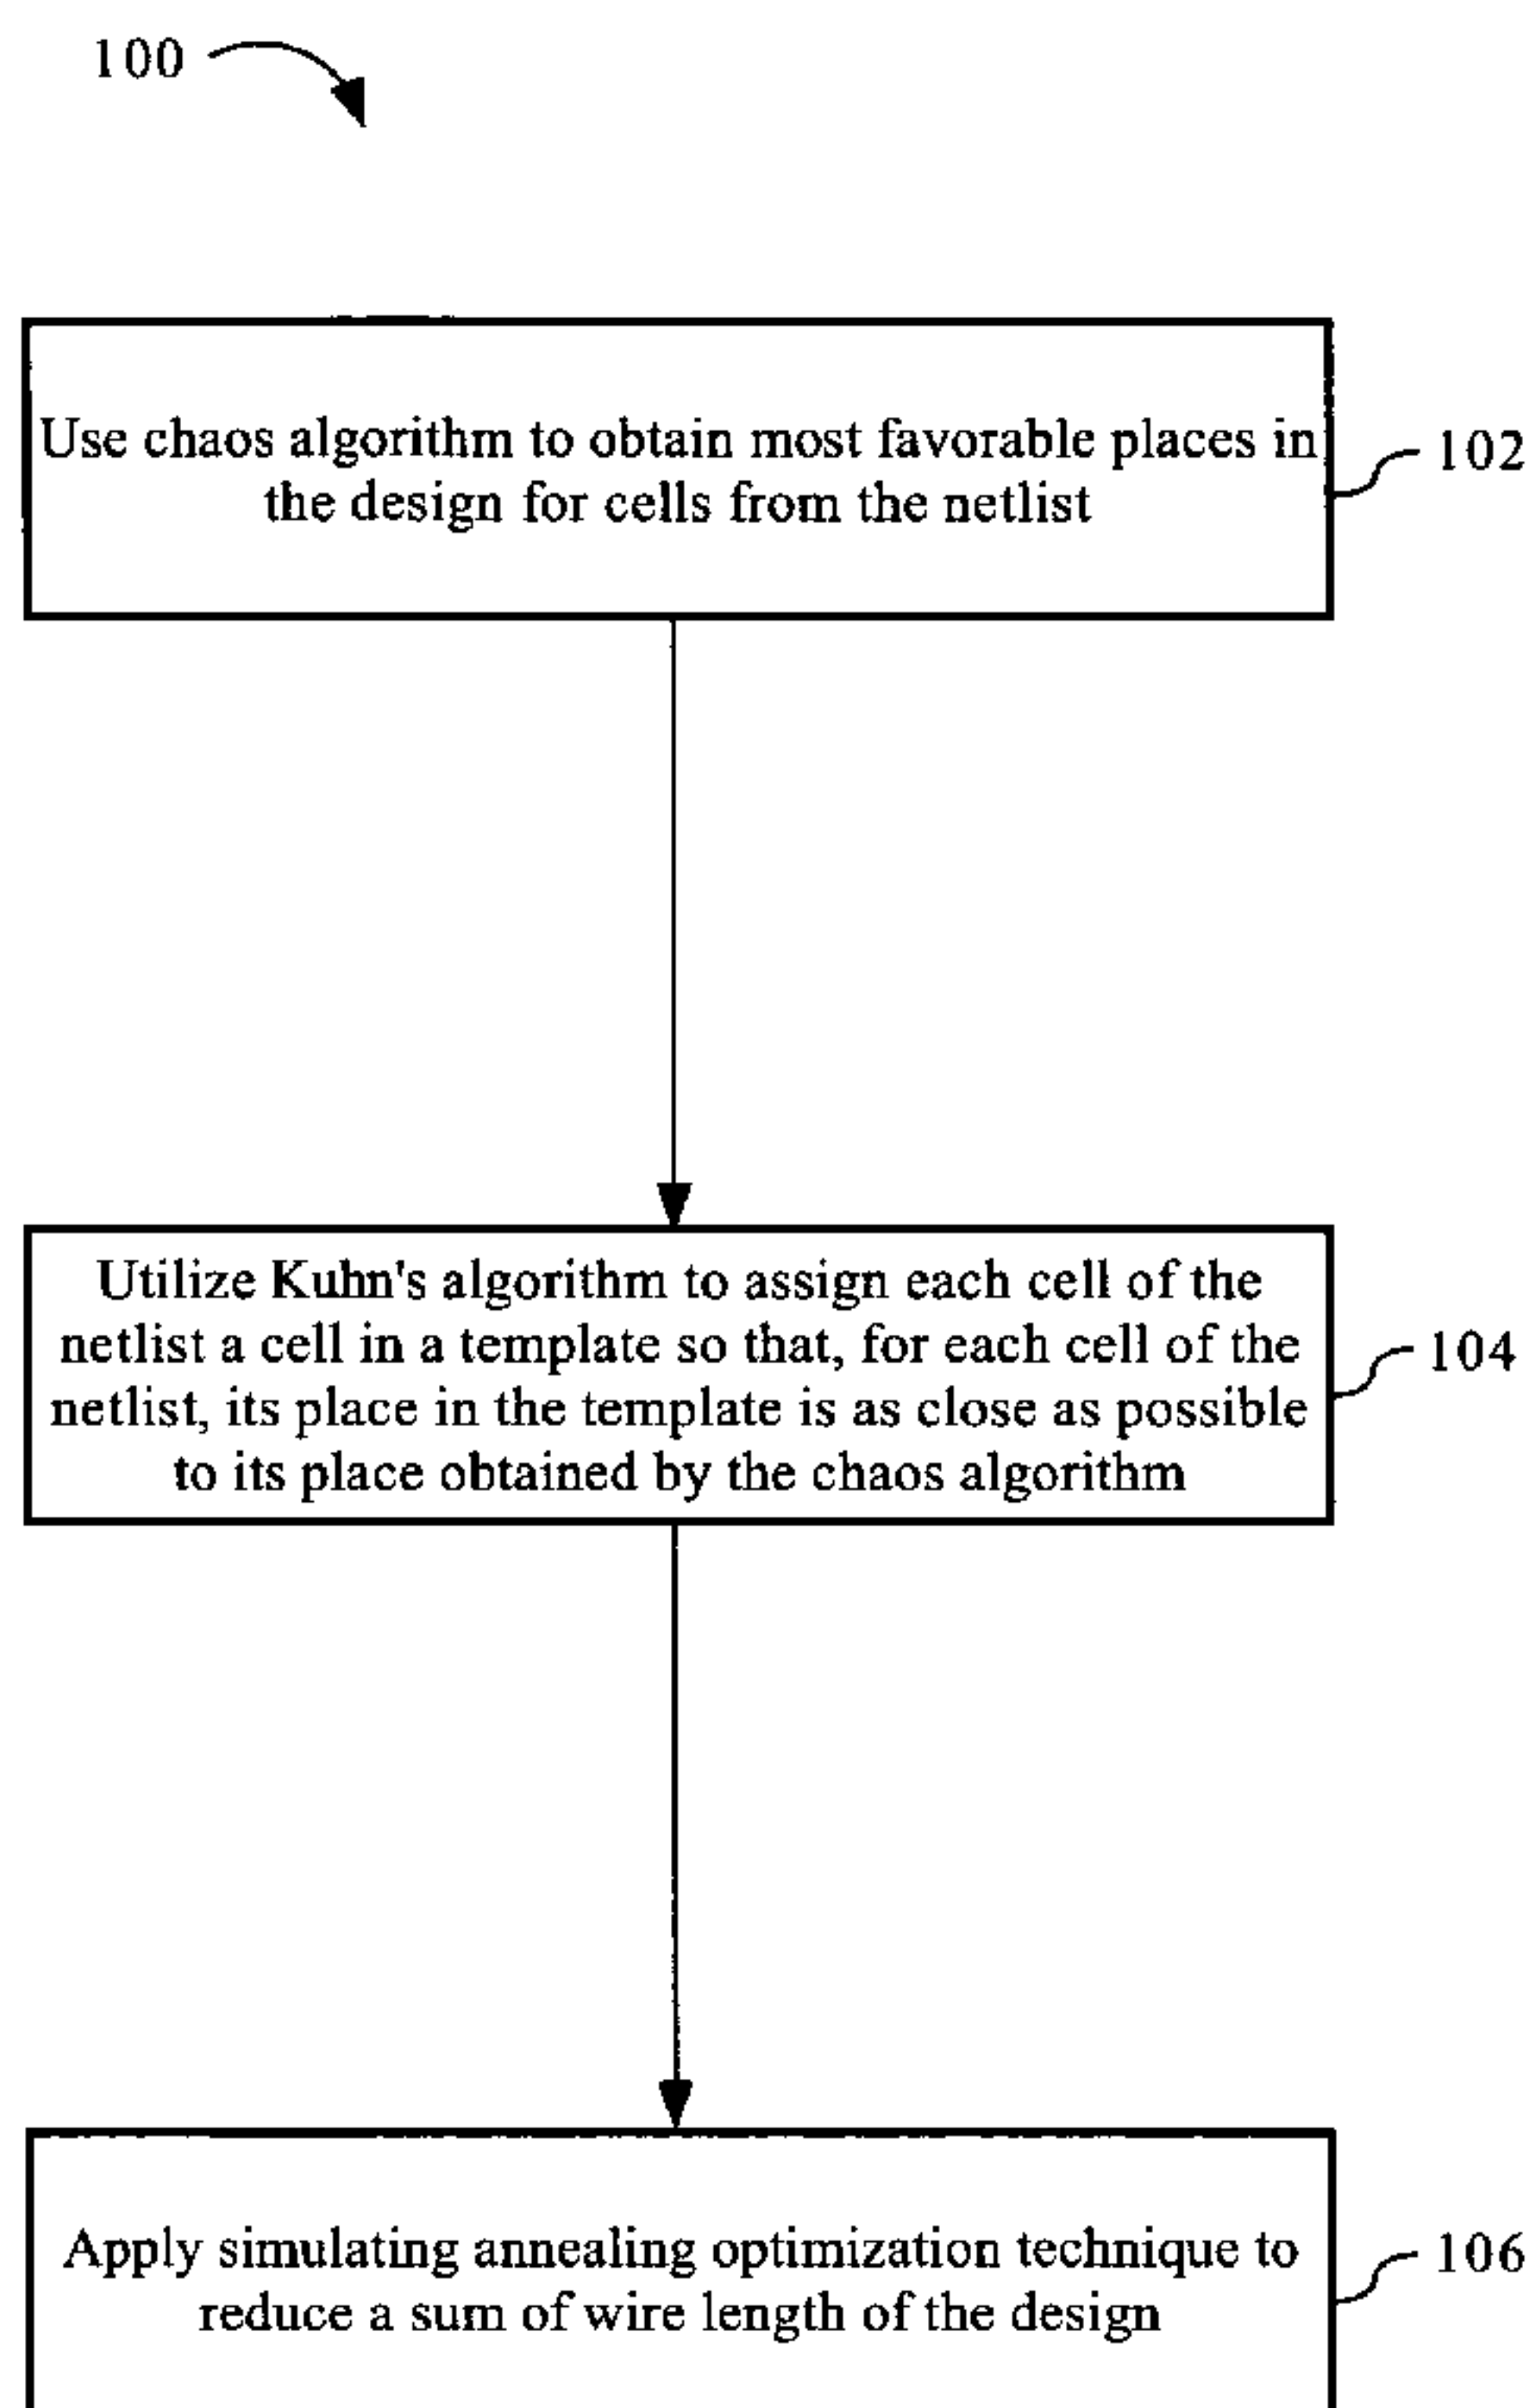 100
Use chaos algorithm to obtain most favorable places in
the design for cells from the netlist
102
Utilize Kuhn's algorithm to assign each cell of the
netlist a cell in a template so that, for each cell of the
netlist, its place in the template is as close as possible
to its place obtained by the chaos algorithm
104
Apply simulating annealing optimization technique to
reduce a sum of wire length of the design
106